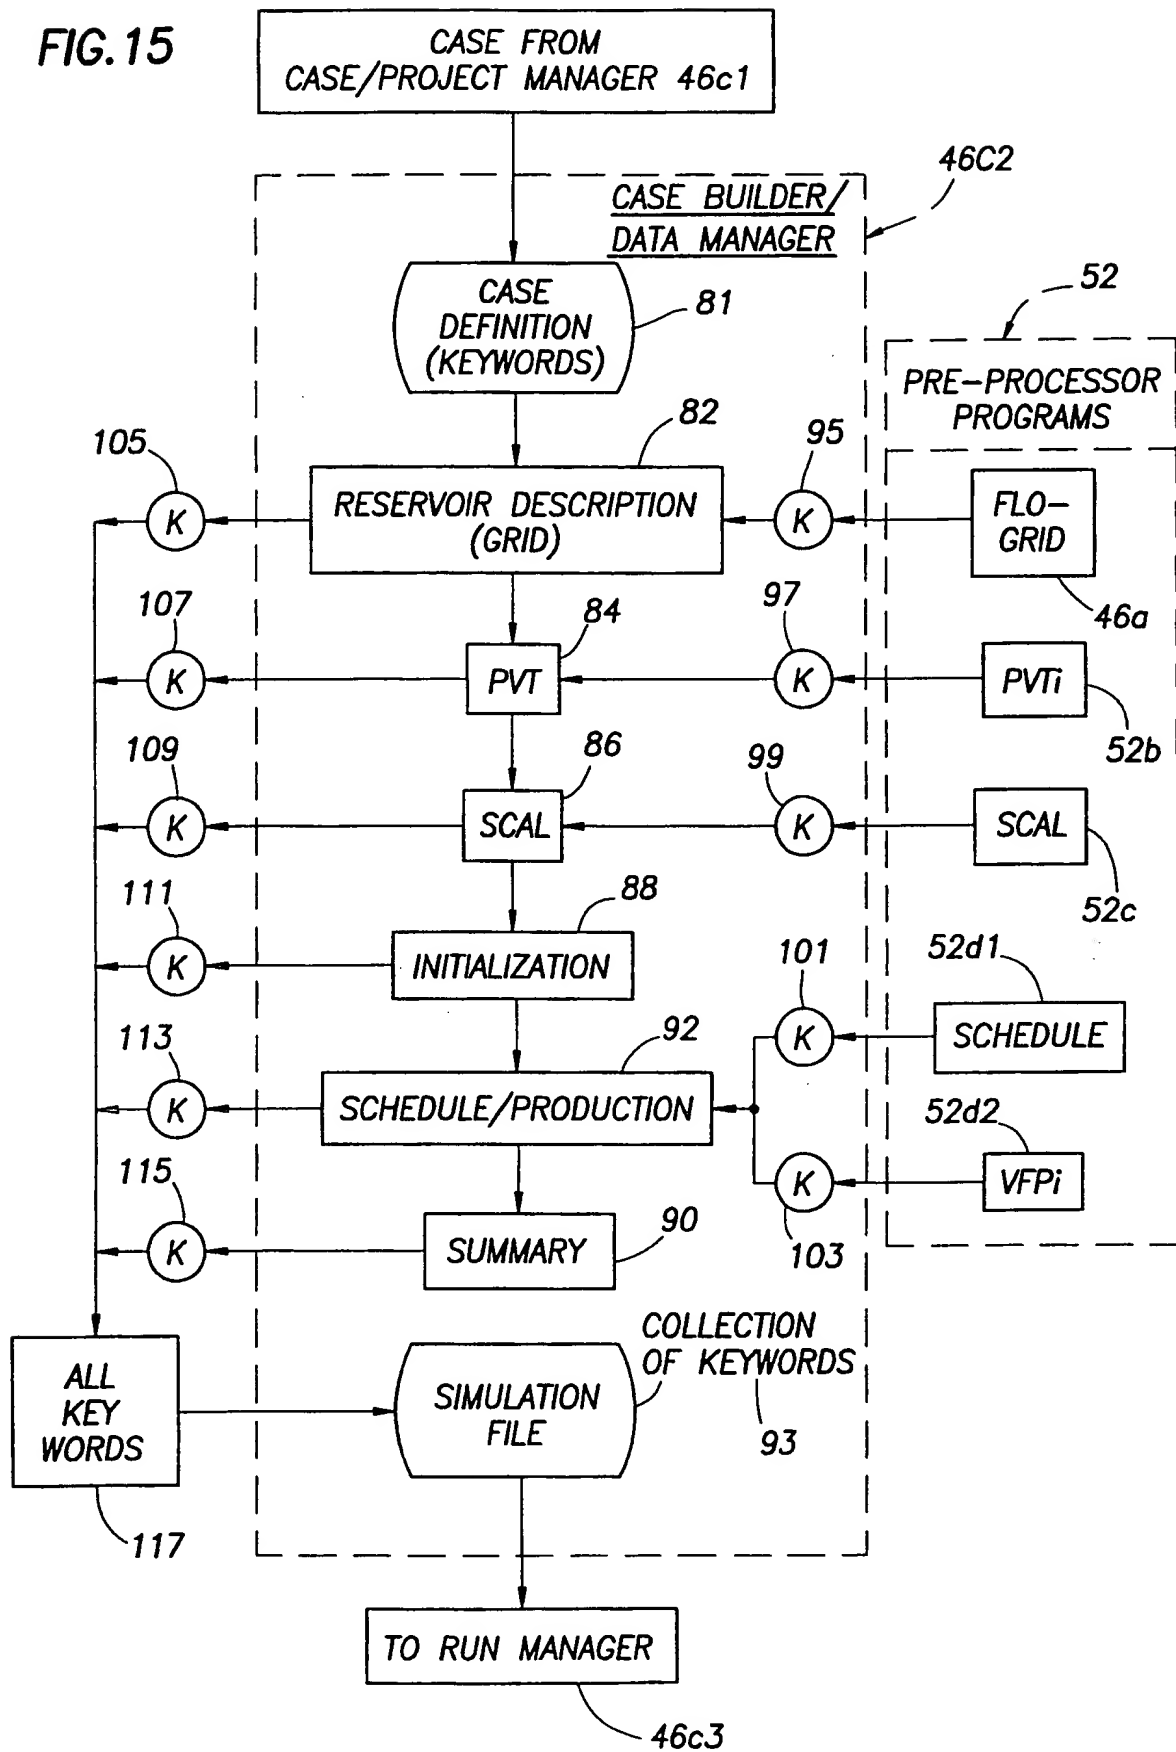 FIG. 15
CASE FROM
CASE/PROJECT MANAGER 46c1
46C2
CASE BUILDER/
DATA MANAGER
CASE
DEFINITION
(KEYWORDS)
81
52
PRE-PROCESSOR
PROGRAMS
82
105
K
RESERVOIR DESCRIPTION
(GRID)
95
K
FLO-
GRID
46a
107
K
84
PVT
97
K
PVTi
52b
109
K
86
SCAL
99
K
SCAL
52c
111
K
88
INITIALIZATION
101
K
52d1
SCHEDULE
113
K
92
SCHEDULE/PRODUCTION
52d2
K
VFPi
103
115
K
SUMMARY
90
ALL
KEY
WORDS
117
SIMULATION
FILE
COLLECTION
OF KEYWORDS
93
TO RUN MANAGER
46c3